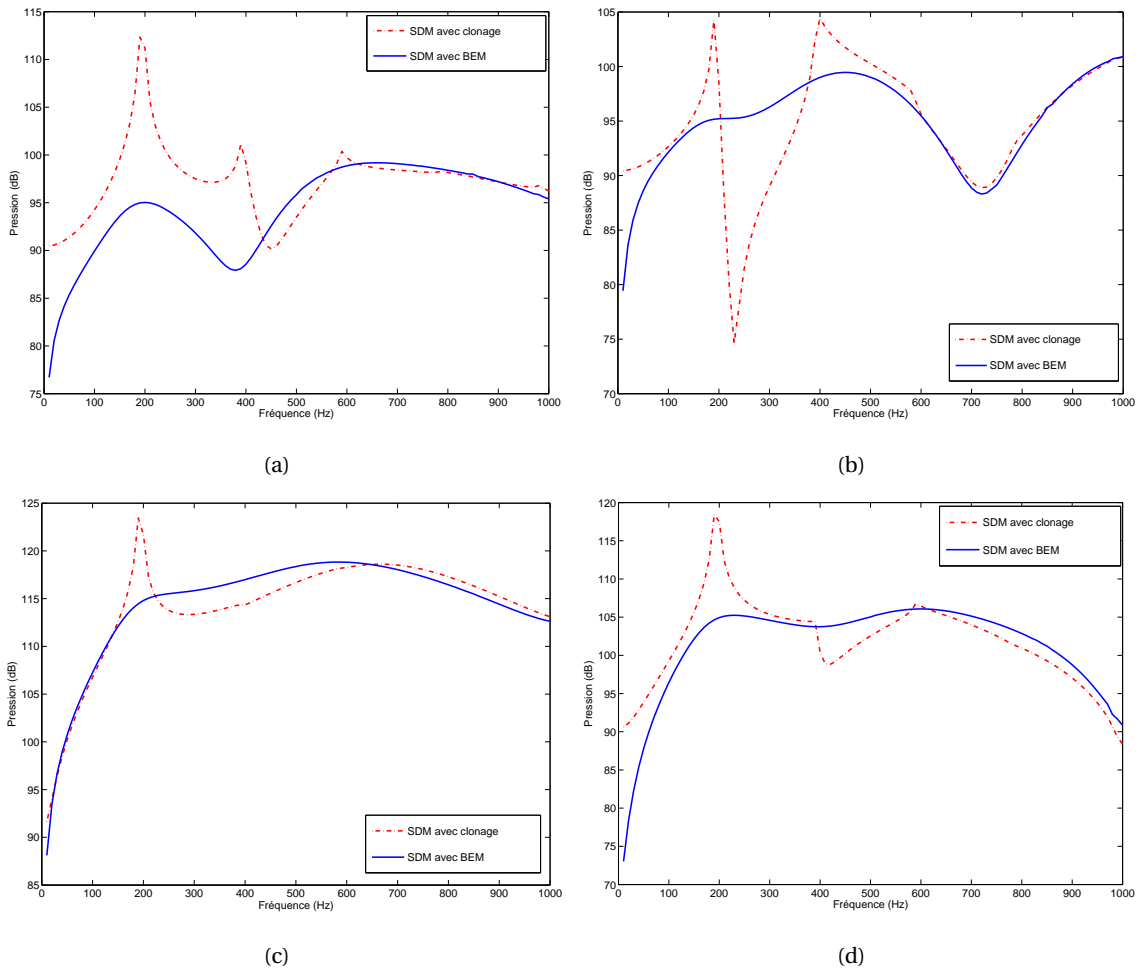 115
110
105
100
95
90
85
80
75
0 100 200 300 400 500 600 700 800 900 1000
Pression (dB)
Fréquence (Hz)
SDM avec clonage
SDM avec BEM
(a)
105
100
95
90
85
80
75
70
0 100 200 300 400 500 600 700 800 900 1000
Pression (dB)
Fréquence (Hz)
SDM avec clonage
SDM avec BEM
(b)
125
120
115
110
105
100
95
90
85
0 100 200 300 400 500 600 700 800 900 1000
Pression (dB)
Fréquence (Hz)
SDM avec clonage
SDM avec BEM
(c)
120
115
110
105
100
95
90
85
80
75
70
0 100 200 300 400 500 600 700 800 900 1000
Pression (dB)
Fréquence (Hz)
SDM avec clonage
SDM avec BEM
(d)